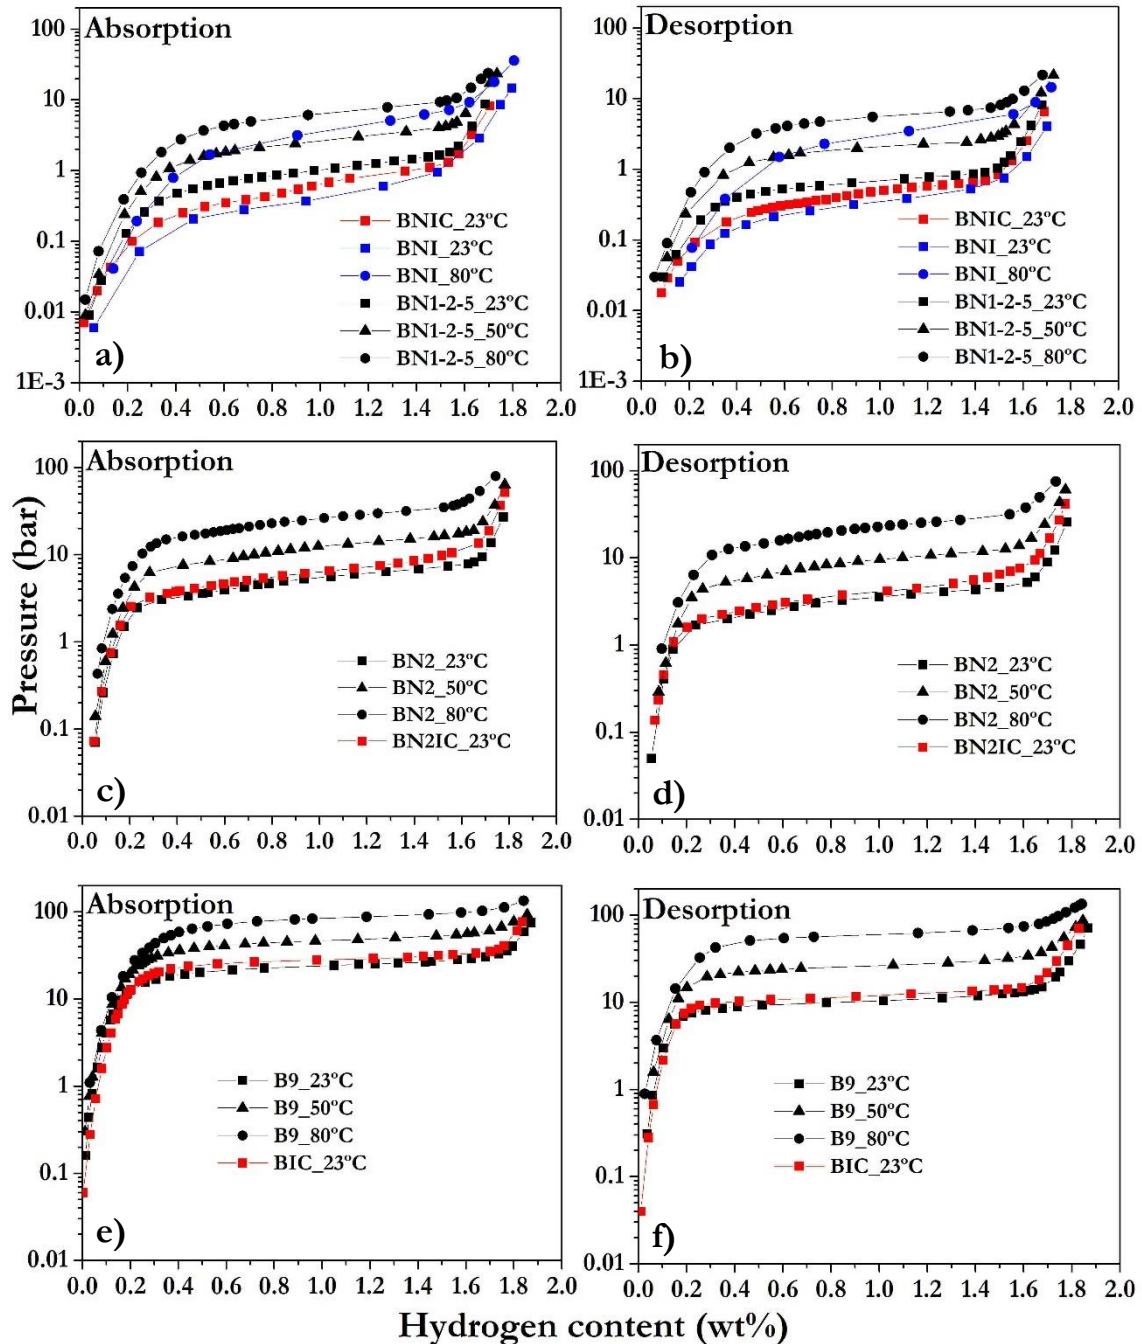 Absorption
100
10
1
0.1
0.01
1E-3
BNIC_23ºC
BNI_23ºC
BNI_80ºC
BN1-2-5_23ºC
BN1-2-5_50ºC
BN1-2-5_80ºC
a)
0.0 0.2 0.4 0.6 0.8 1.0 1.2 1.4 1.6 1.8 2.0
Desorption
100
10
1
0.1
0.01
1E-3
BNIC_23ºC
BNI_23ºC
BNI_80ºC
BN1-2-5_23ºC
BN1-2-5_50ºC
BN1-2-5_80ºC
b)
0.0 0.2 0.4 0.6 0.8 1.0 1.2 1.4 1.6 1.8 2.0
Pressure (bar)
Absorption
100
10
1
0.1
0.01
BN2_23ºC
BN2_50ºC
BN2_80ºC
BN2IC_23ºC
c)
0.0 0.2 0.4 0.6 0.8 1.0 1.2 1.4 1.6 1.8 2.0
Desorption
100
10
1
0.1
0.01
BN2_23ºC
BN2_50ºC
BN2_80ºC
BN2IC_23ºC
d)
0.0 0.2 0.4 0.6 0.8 1.0 1.2 1.4 1.6 1.8 2.0
Absorption
100
10
1
0.1
0.01
B9_23ºC
B9_50ºC
B9_80ºC
BIC_23ºC
e)
0.0 0.2 0.4 0.6 0.8 1.0 1.2 1.4 1.6 1.8 2.0
Desorption
100
10
1
0.1
0.01
B9_23ºC
B9_50ºC
B9_80ºC
BIC_23ºC
f)
0.0 0.2 0.4 0.6 0.8 1.0 1.2 1.4 1.6 1.8 2.0
Hydrogen content (wt%)